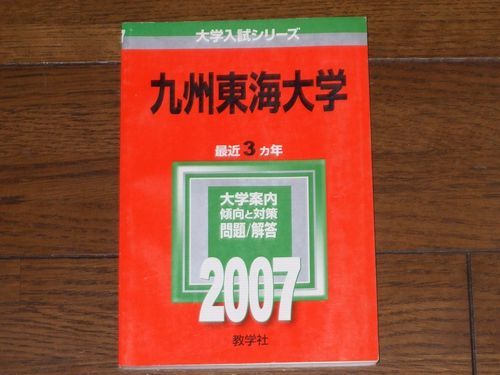 大学入試シリーズ
九州東海大学
最近3ヵ年
大学案内
傾向と対策
問題/解答
2007
教学社